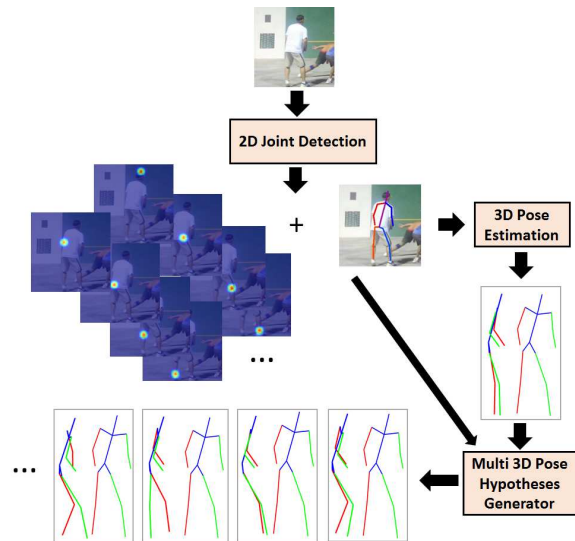 2D Joint Detection
+
3D Pose
Estimation
...
...
Multi 3D Pose
Hypotheses
Generator